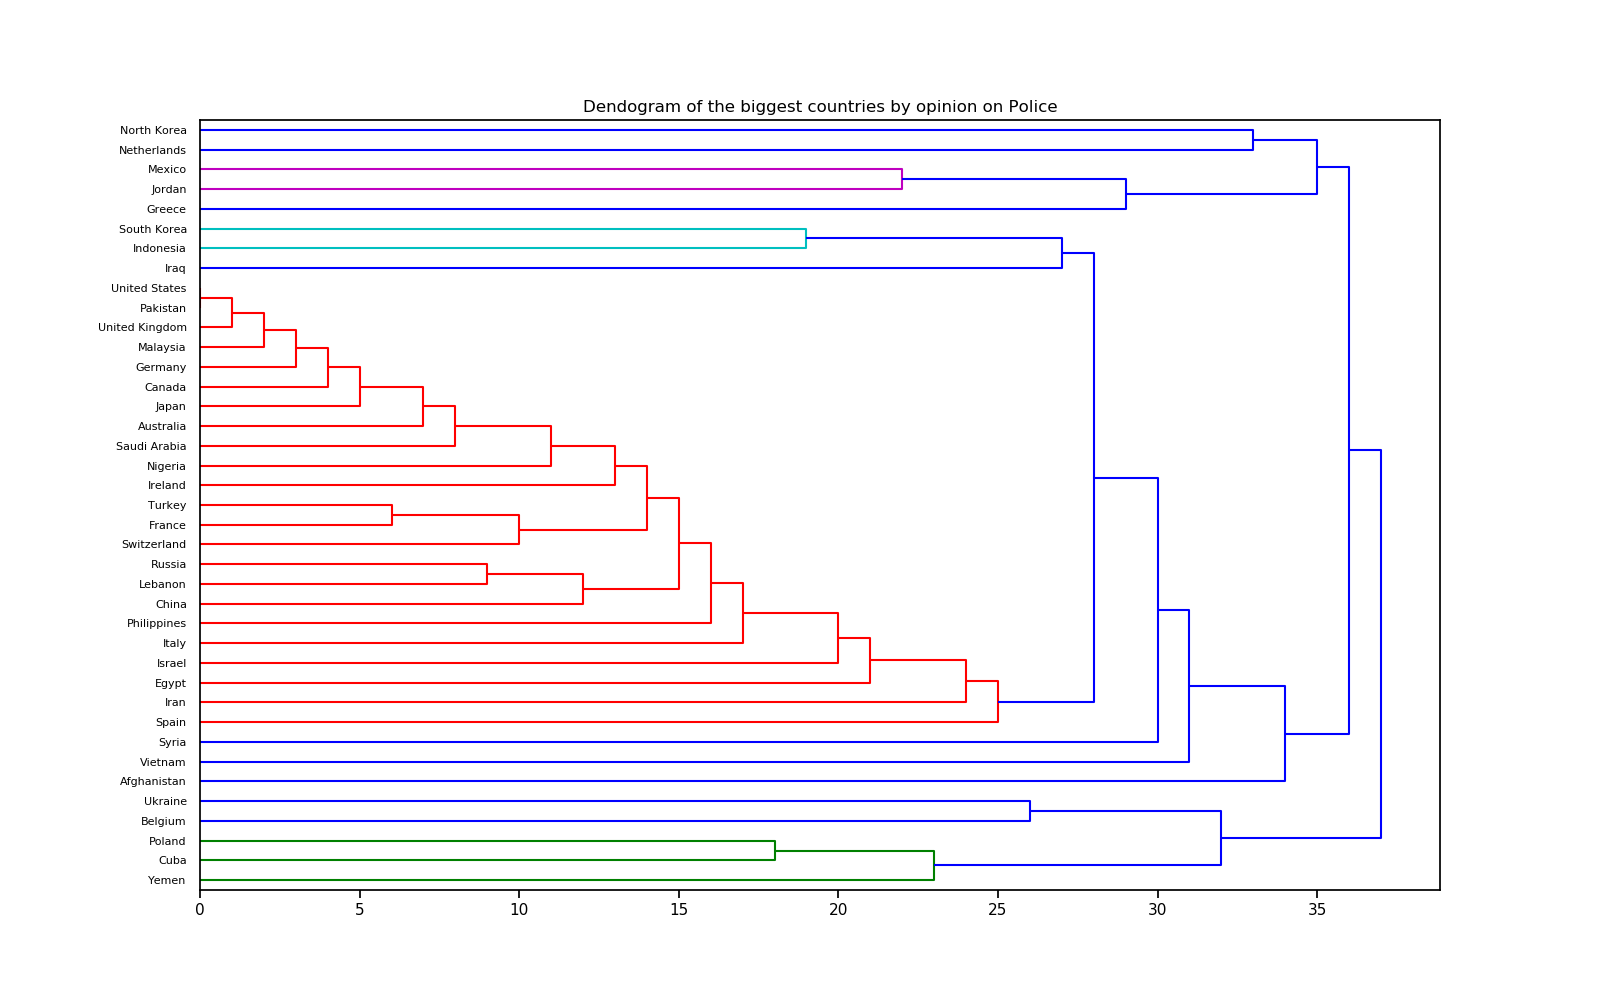 Dendogram of the biggest countries by opinion on Police
North Korea
Netherlands
Mexico
Jordan
Greece
South Korea
Indonesia
Iraq
United States
Pakistan
United Kingdom
Malaysia
Germany
Canada
Japan
Australia
Saudi Arabia
Nigeria
Ireland
Turkey
France
Switzerland
Russia
Lebanon
China
Philippines
Italy
Israel
Egypt
Iran
Spain
Syria
Vietnam
Afghanistan
Ukraine
Belgium
Poland
Cuba
Yemen
0 5 10 15 20 25 30 35